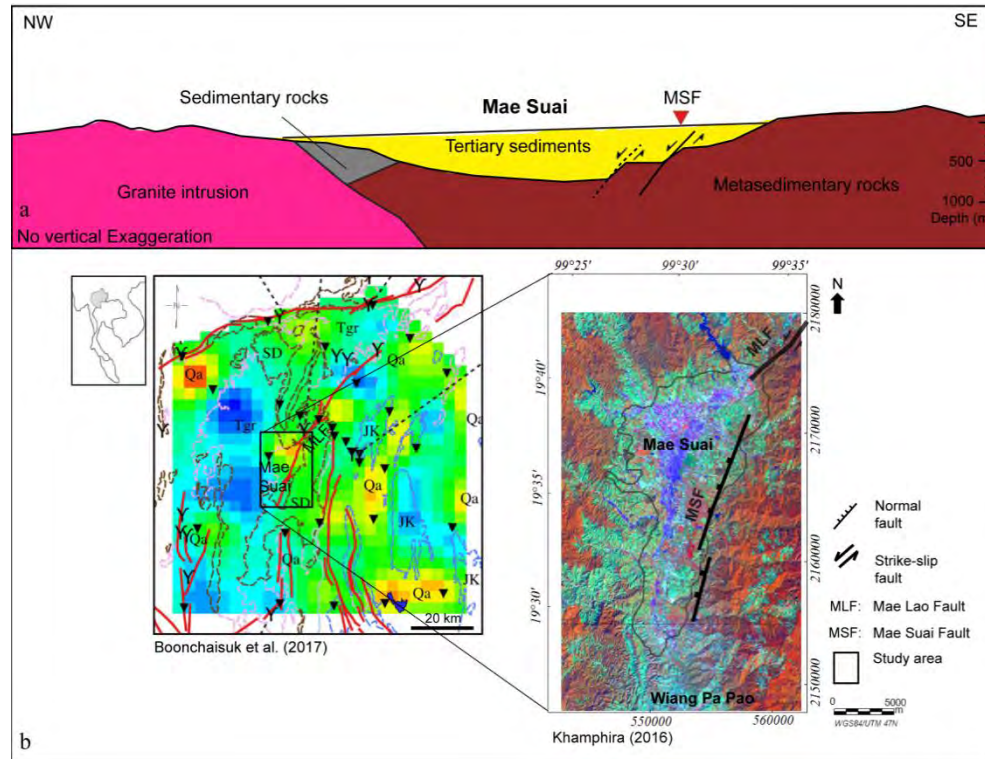 NW
SE
Sedimentary rocks
Mae Suai
MSF
Tertiary sediments
Granite intrusion
Metasedimentary rocks
500
1000
Depth (m
a
No vertical Exaggeration
99°25'
99°30'
99°35'
N
2180000
MLF
Y
Y
Y
Tgr
SD
Y
Y
Y
Qa
Y
Qa
19°40'
Tgr
JK
Qa
2170000
Mae Suai
MLF
Mae
Suai
SD
Qa
19°35'
MSF
Y
Y
Y
Qa
JK
Qa
Normal
fault
Y
Qa
JK
2160000
Strike-slip
fault
19°30'
MLF: Mae Lao Fault
20 km
MSF: Mae Suai Fault
Boonchaisuk et al. (2017)
Study area
Wiang Pa Pao
2150000
0
5000
m
WGS84/UTM 47N
550000
560000
b
Khamphira (2016)